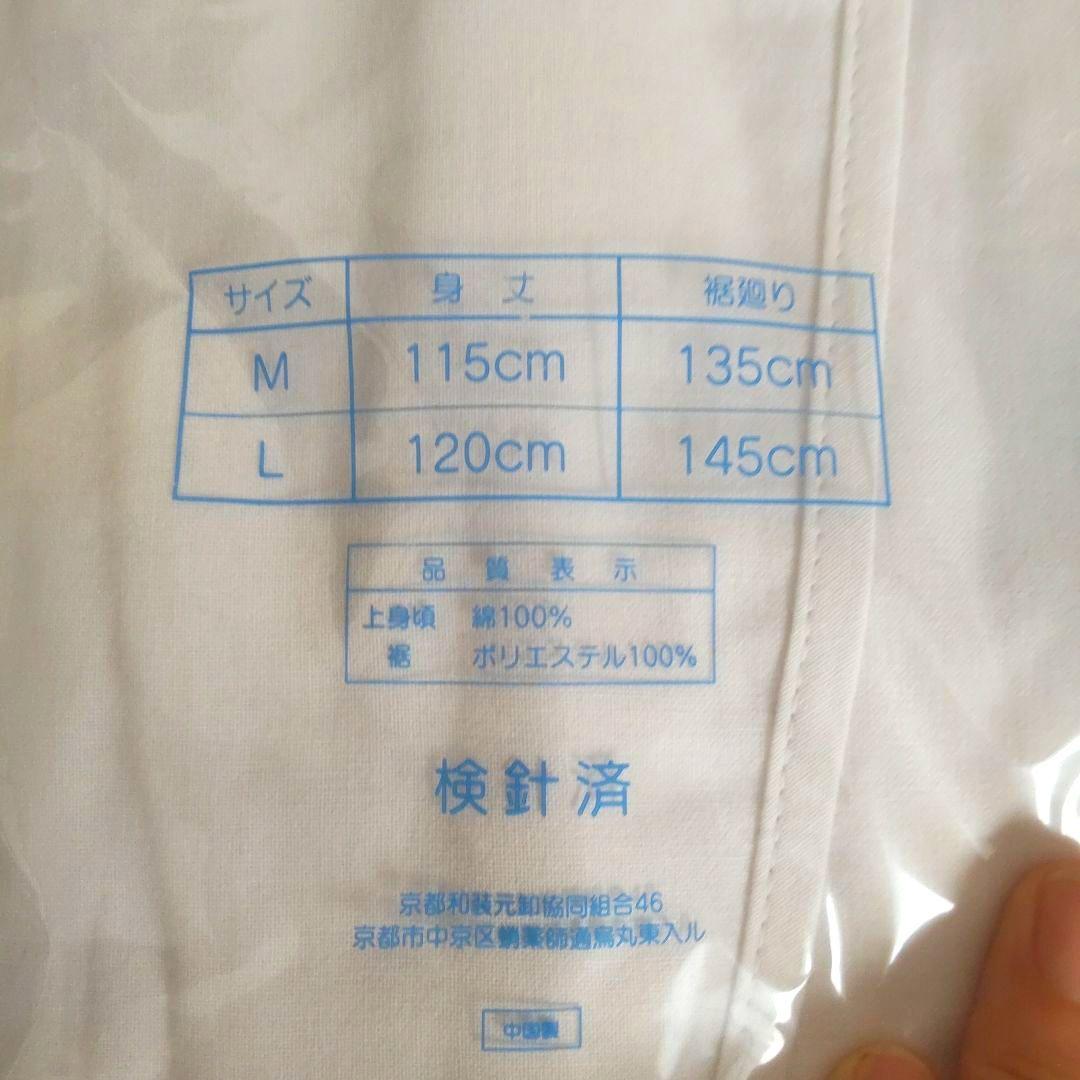 サイズ 身丈 裾廻り
M 115cm 135cm
L 120cm 145cm
品質表示
上身頃 綿100%
裾 ポリエステル100%
検針済
京都和装元卸協同組合46
京都市中京区蛸薬師通烏丸東入ル
中国製